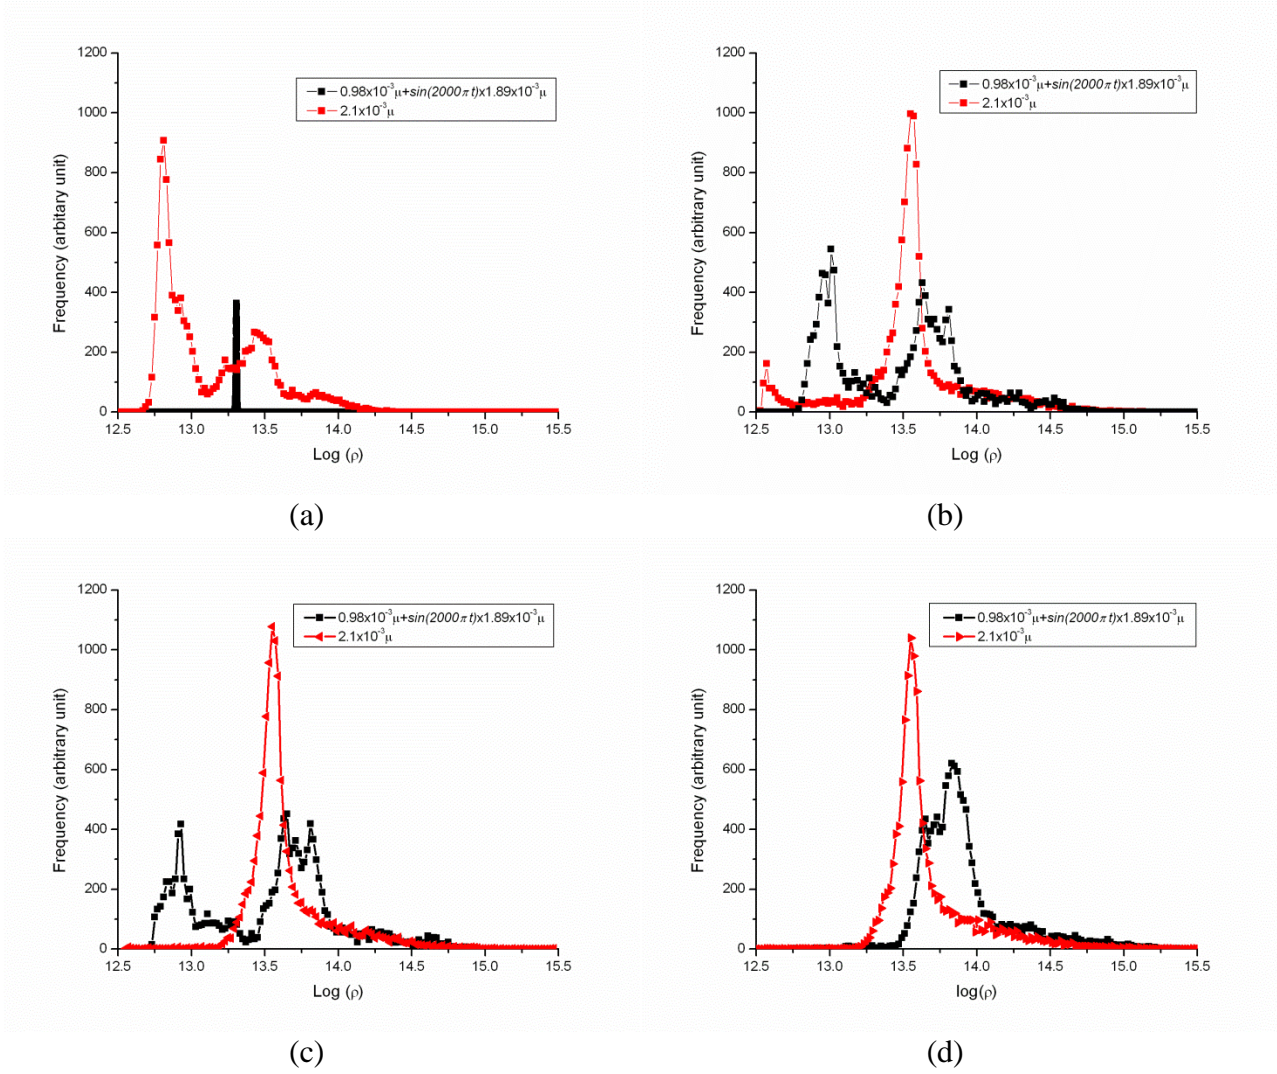 1200
1000
800
600
400
200
0
Frequency (arbitary unit)
0.98x10⁻³μ+sin(2000πt)x1.89x10⁻³μ
2.1x10⁻³μ
12.5 13.0 13.5 14.0 14.5 15.0 15.5
Log (ρ)
(a)
1200
1000
800
600
400
200
0
Frequency (arbitrary unit)
0.98x10⁻³μ+sin(2000πt)x1.89x10⁻³μ
2.1x10⁻³μ
12.5 13.0 13.5 14.0 14.5 15.0 15.5
Log (ρ)
(b)
1200
1000
800
600
400
200
0
Frequency (arbitrary unit)
0.98x10⁻³μ+sin(2000πt)x1.89x10⁻³μ
2.1x10⁻³μ
12.5 13.0 13.5 14.0 14.5 15.0 15.5
Log (ρ)
(c)
1200
1000
800
600
400
200
0
Frequency (arbitrary unit)
0.98x10⁻³μ+sin(2000πt)x1.89x10⁻³μ
2.1x10⁻³μ
12.5 13.0 13.5 14.0 14.5 15.0 15.5
log(ρ)
(d)